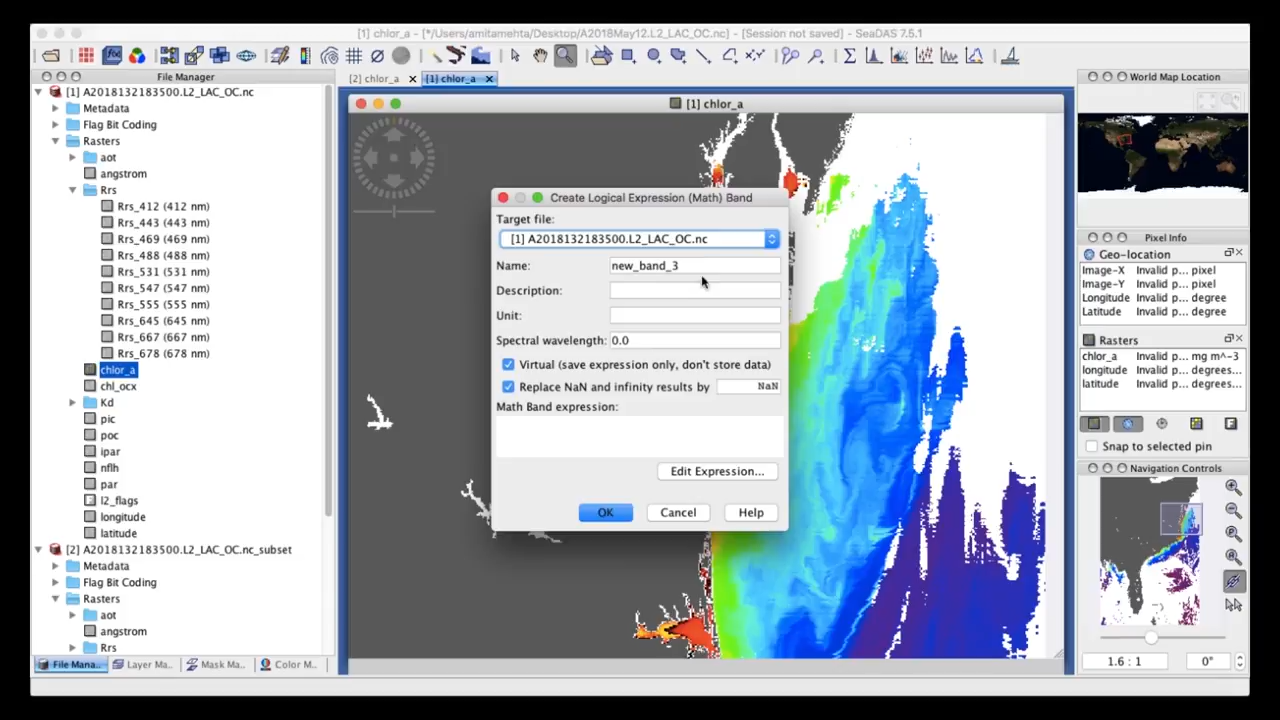 [1] chlor_a - [*/Users/amitamehta/Desktop/A2018May12.L2_LAC_OC.nc] - [Session not saved] - SeaDAS 7.5.1
File Manager
[1] A2018132183500.L2_LAC_OC.nc
Metadata
Flag Bit Coding
Rasters
aot
angstrom
Rrs
Rrs_412 (412 nm)
Rrs_443 (443 nm)
Rrs_469 (469 nm)
Rrs_488 (488 nm)
Rrs_531 (531 nm)
Rrs_547 (547 nm)
Rrs_555 (555 nm)
Rrs_645 (645 nm)
Rrs_667 (667 nm)
Rrs_678 (678 nm)
chlor_a
chl_ocx
Kd
pic
poc
ipar
nflh
par
l2_flags
longitude
latitude
[2] A2018132183500.L2_LAC_OC.nc_subset
Metadata
Flag Bit Coding
Rasters
aot
angstrom
Rrs
File Mana...
Layer Ma...
Mask Ma...
Color M...
[2] chlor_a
[1] chlor_a
[1] chlor_a
Create Logical Expression (Math) Band
Target file:
[1] A2018132183500.L2_LAC_OC.nc
Name: new_band_3
Description:
Unit:
Spectral wavelength: 0.0
Virtual (save expression only, don't store data)
Replace NaN and infinity results by NaN
Math Band expression:
Edit Expression...
OK Cancel Help
World Map Location
Pixel Info
Geo-location
Image-X Invalid p... pixel
Image-Y Invalid p... pixel
Longitude Invalid p... degree
Latitude Invalid p... degree
Rasters
chlor_a Invalid p... mg m^-3
longitude Invalid p... degrees...
latitude Invalid p... degrees...
Snap to selected pin
Navigation Controls
1.6 : 1 0°